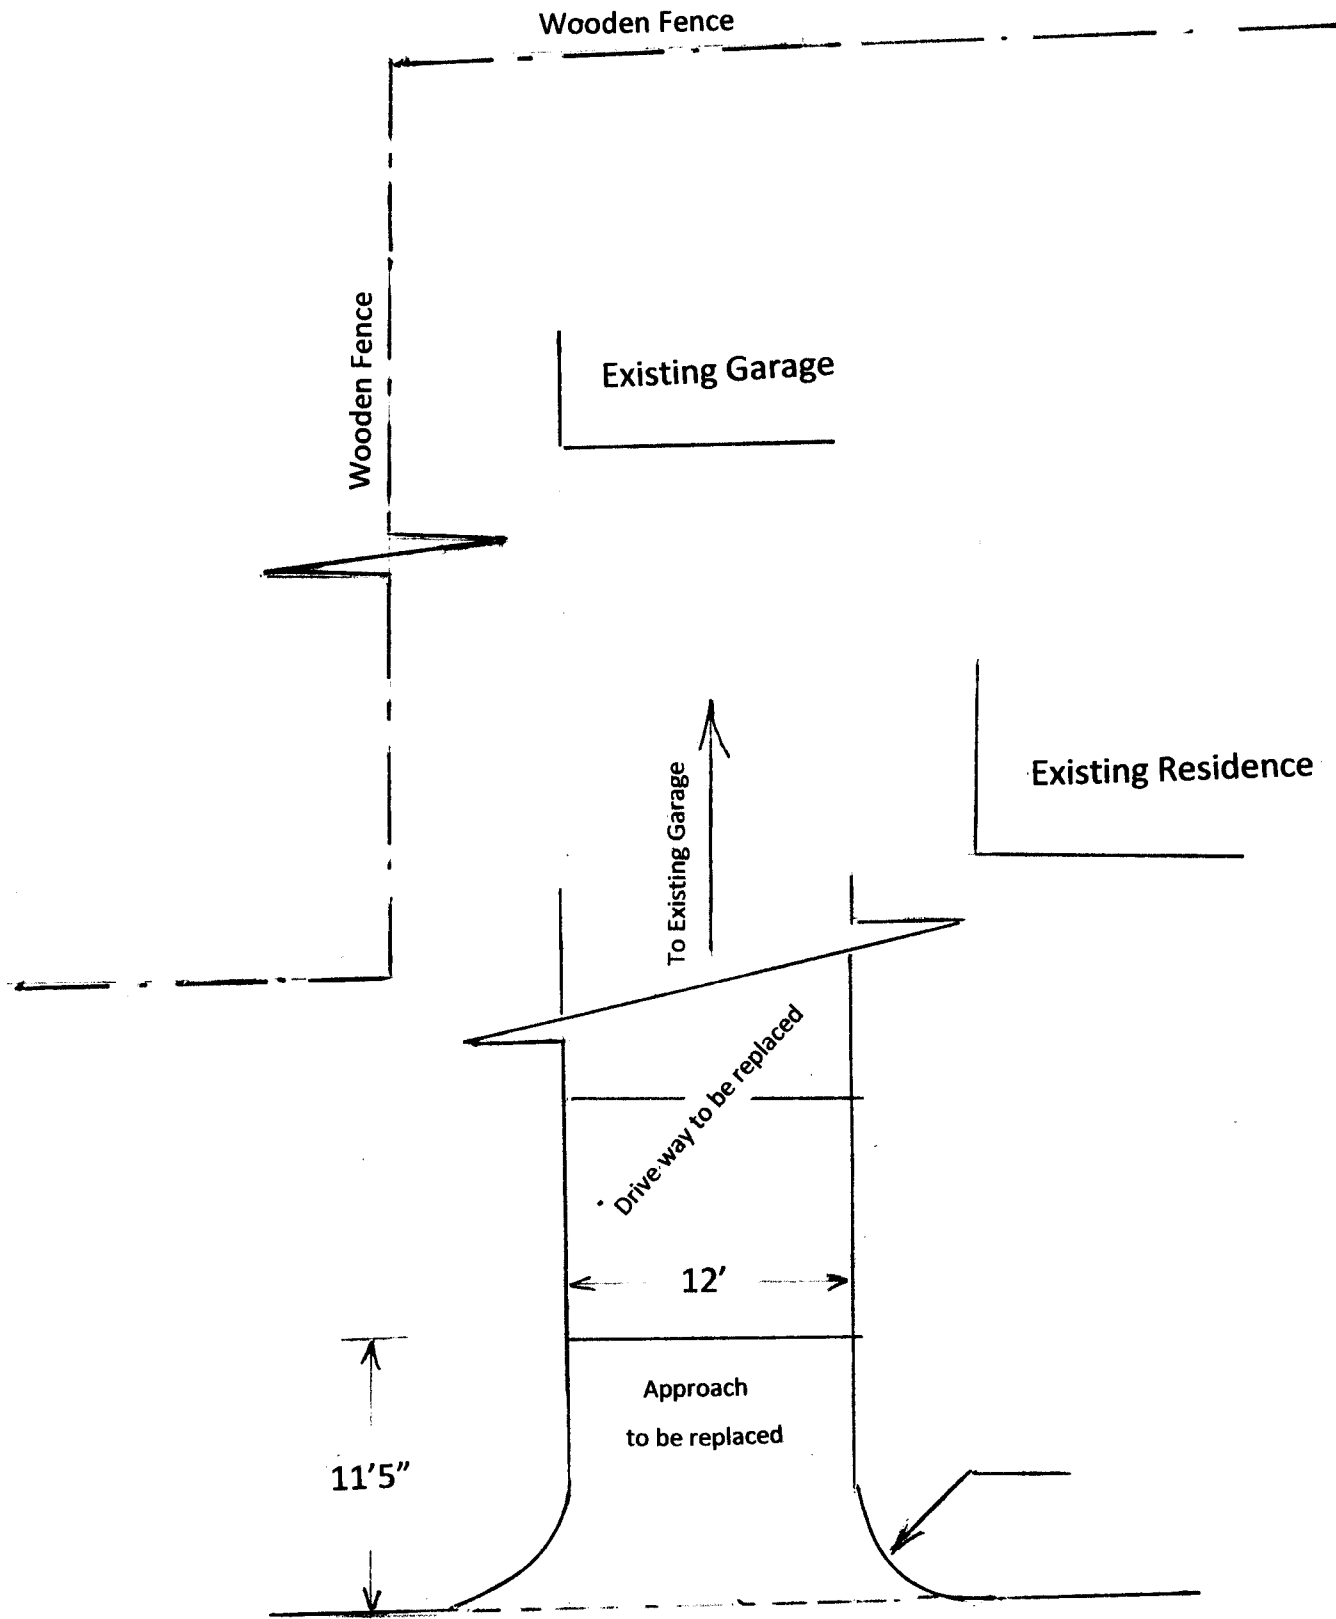 Wooden Fence
Wooden Fence
Existing Garage
To Existing Garage
Existing Residence
Drive way to be replaced
12'
Approach
to be replaced
11'5"